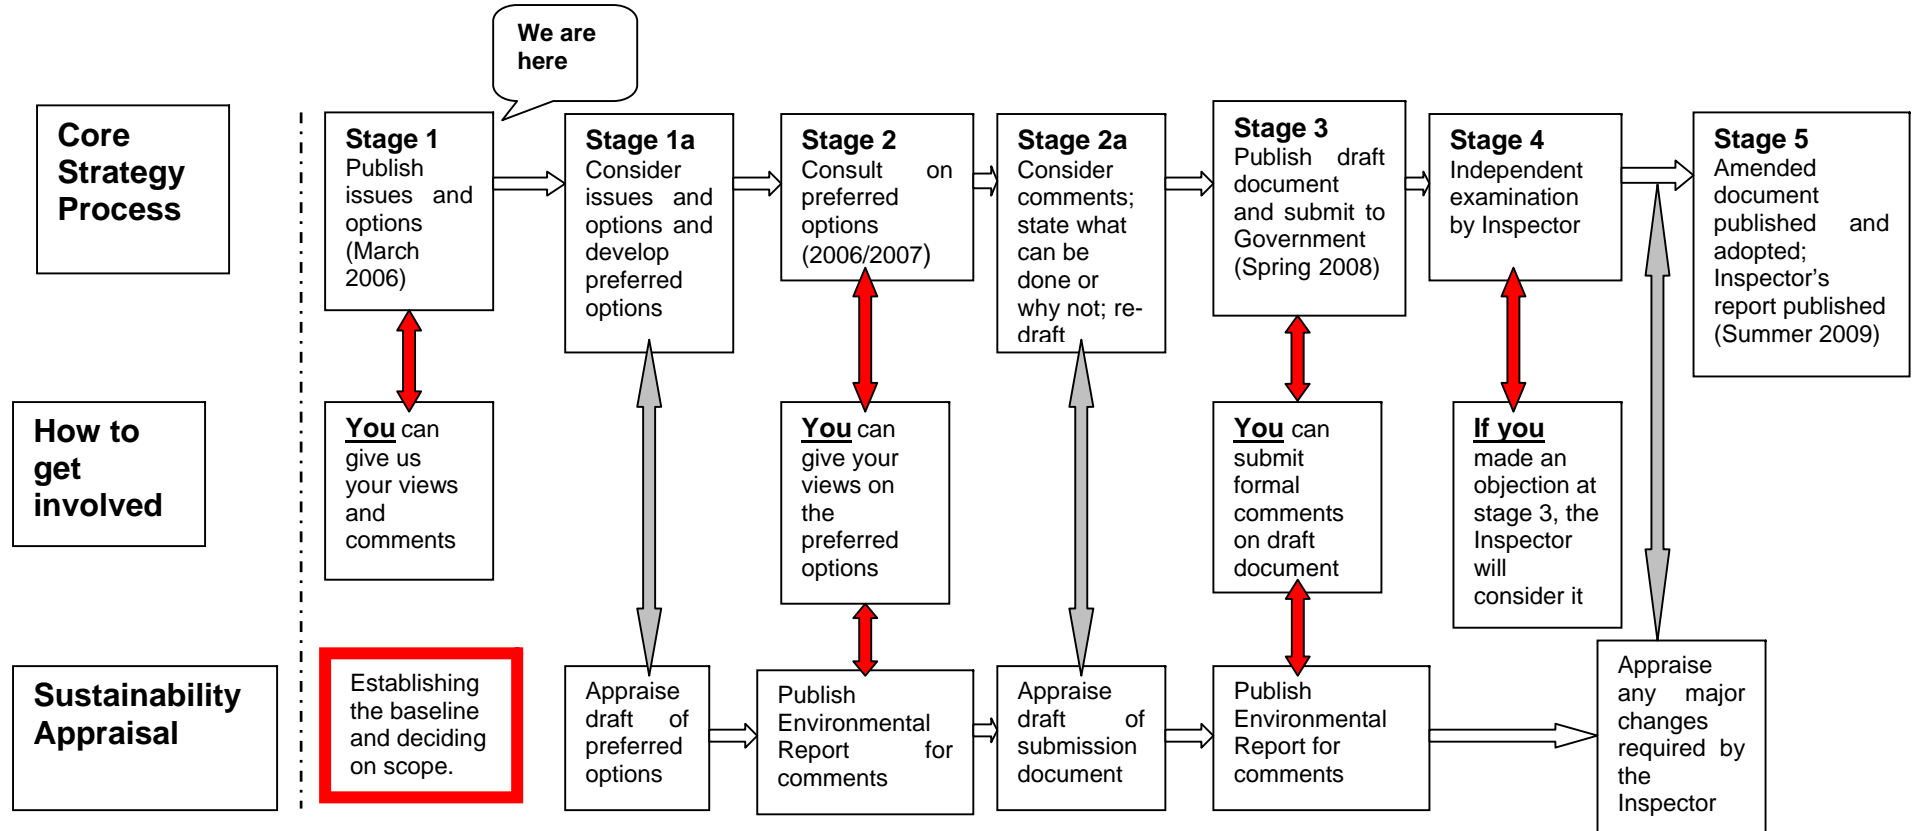 We are
here
Core
Strategy
Process
Stage 1
Publish
issues and
options
(March
2006)
Stage 1a
Consider
issues and
options and
develop
preferred
options
Stage 2
Consult on
preferred
options
(2006/2007)
Stage 2a
Consider
comments;
state what
can be
done or
why not; re-
draft
Stage 3
Publish draft
document
and submit to
Government
(Spring 2008)
Stage 4
Independent
examination
by Inspector
Stage 5
Amended
document
published and
adopted;
Inspector’s
report published
(Summer 2009)
How to
get
involved
You can
give us
your views
and
comments
You can
give your
views on
the
preferred
options
You can
submit
formal
comments
on draft
document
If you
made an
objection at
stage 3, the
Inspector
will
consider it
Sustainability
Appraisal
Establishing
the baseline
and deciding
on scope.
Appraise
draft of
preferred
options
Publish
Environmental
Report for
comments
Appraise
draft of
submission
document
Publish
Environmental
Report for
comments
Appraise
any major
changes
required by
the
Inspector